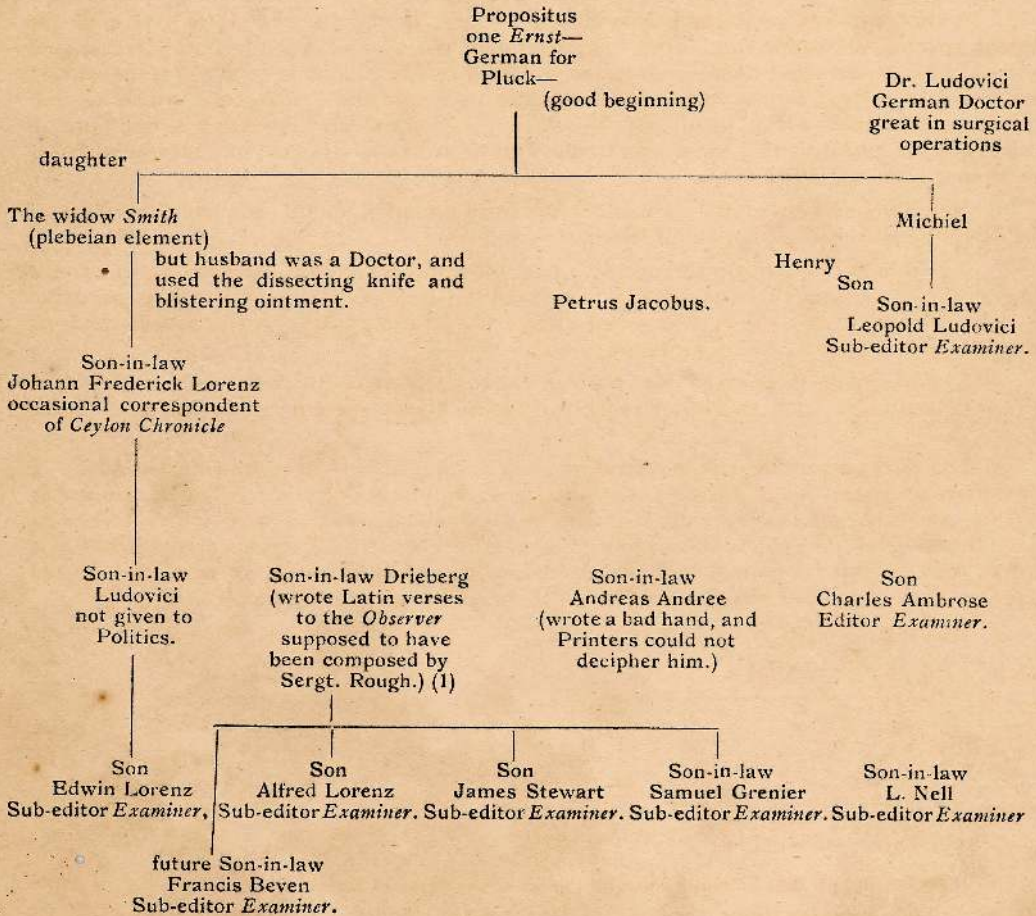 Propositus
one Ernst—
German for
Pluck—
(good beginning)
Dr. Ludovici
German Doctor
great in surgical
operations
daughter
The widow Smith
(plebeian element)
but husband was a Doctor, and
used the dissecting knife and
blistering ointment.
Petrus Jacobus.
Michiel
Henry
Son
Son-in-law
Leopold Ludovici
Sub-editor Examiner.
Son-in-law
Johann Frederick Lorenz
occasional correspondent
of Ceylon Chronicle
Son-in-law
Ludovici
not given to
Politics.
Son-in-law Drieberg
(wrote Latin verses
to the Observer
supposed to have
been composed by
Sergt. Rough.) (1)
Son-in-law
Andreas Andree
(wrote a bad hand, and
Printers could not
decipher him.)
Son
Charles Ambrose
Editor Examiner.
Son
Edwin Lorenz
Sub-editor Examiner,
Son
Alfred Lorenz
Sub-editor Examiner.
Son
James Stewart
Sub-editor Examiner.
Son-in-law
Samuel Grenier
Sub-editor Examiner.
Son-in-law
L. Nell
Sub-editor Examiner
future Son-in-law
Francis Beven
Sub-editor Examiner.